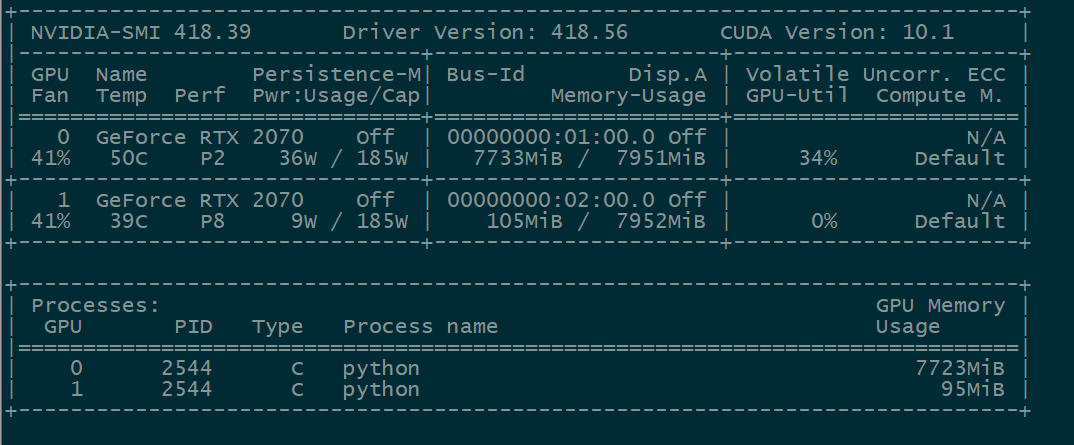 +-----------------------------------------------------------------------------+
| NVIDIA-SMI 418.39       Driver Version: 418.56       CUDA Version: 10.1     |
|-------------------------------+----------------------+----------------------+
| GPU  Name        Persistence-M| Bus-Id        Disp.A | Volatile Uncorr. ECC
| Fan  Temp  Perf  Pwr:Usage/Cap|         Memory-Usage | GPU-Util  Compute M. |
|===============================+======================+======================|
|   0  GeForce RTX 2070    Off  | 00000000:01:00.0 Off |                  N/A |
| 41%   50C    P2    36W / 185W |   7733MiB /  7951MiB |     34%      Default |
+-------------------------------+----------------------+----------------------+
|   1  GeForce RTX 2070    Off  | 00000000:02:00.0 Off |                  N/A |
| 41%   39C    P8     9W / 185W |    105MiB /  7952MiB |      0%      Default |
+-------------------------------+----------------------+----------------------+
+-----------------------------------------------------------------------------+
| Processes:                                                       GPU Memory |
|  GPU       PID   Type   Process name                             Usage      |
|=============================================================================|
|    0      2544      C   python                                      7723MiB |
|    1      2544      C   python                                        95MiB |
+-----------------------------------------------------------------------------+